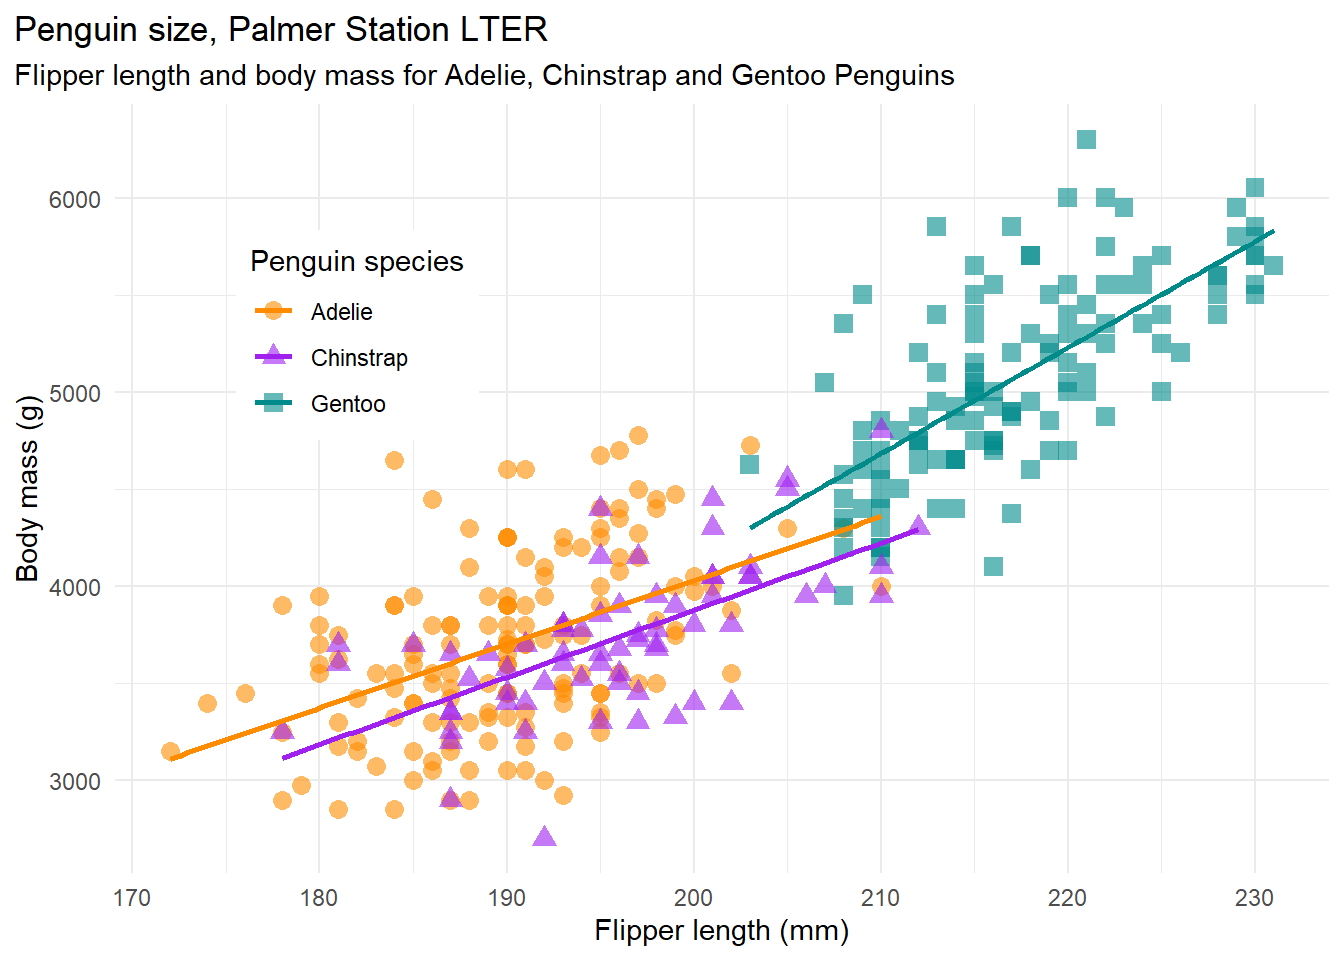 Penguin size, Palmer Station LTER
Flipper length and body mass for Adelie, Chinstrap and Gentoo Penguins
6000
5000
4000
3000
Body mass (g)
Penguin species
Adelie
Chinstrap
Gentoo
170 180 190 200 210 220 230
Flipper length (mm)